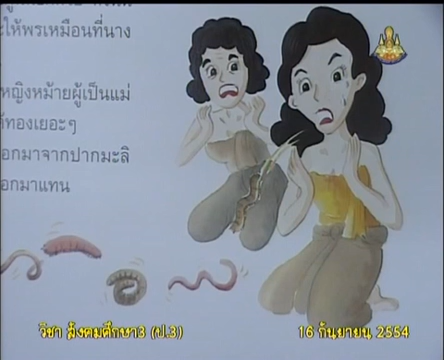 ะให้พรเหมือนที่นาง
หญิงหม้ายผู้เป็นแม่
ทองเยอะๆ
อกมาจากปากมะลิ
อกมาแทน
วิชา สังคมศึกษา3 (ป.3)
16 กันยายน 2554